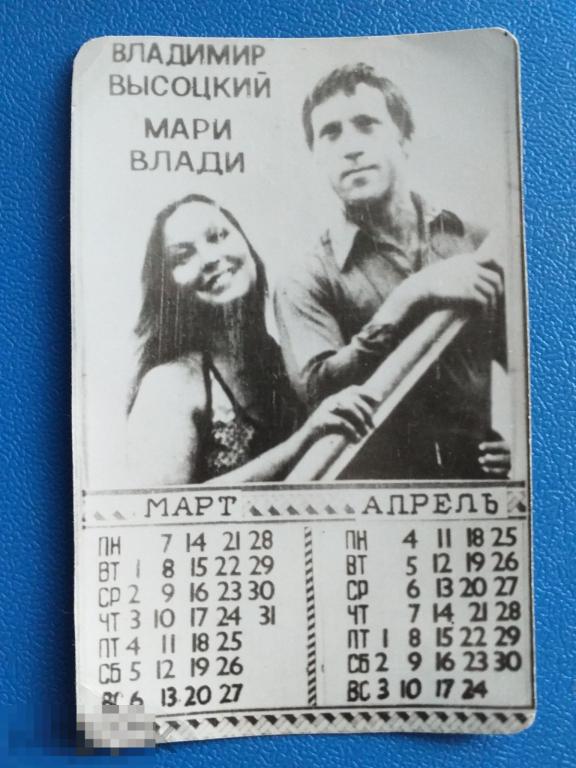 ВЛАДИМИР
ВЫСОЦКИЙ
МАРИ
ВЛАДИ
МАРТ
ПН 7 14 21 28
ВТ 1 8 15 22 29
СР 2 9 16 23 30
ЧТ 3 10 17 24 31
ПТ 4 11 18 25
СБ 5 12 19 26
ВС 6 13 20 27
АПРЕЛЬ
ПН 4 11 18 25
ВТ 5 12 19 26
СР 6 13 20 27
ЧТ 7 14 21 28
ПТ 1 8 15 22 29
СБ 2 9 16 23 30
ВС 3 10 17 24